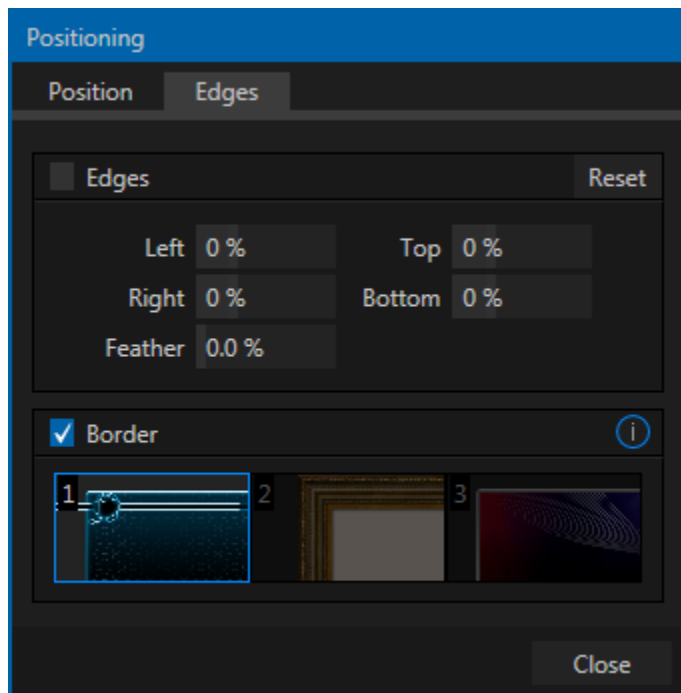 Positioning
Position Edges
Edges Reset
Left 0 % Top 0 %
Right 0 % Bottom 0 %
Feather 0.0 %
Border i
1 2 3
Close